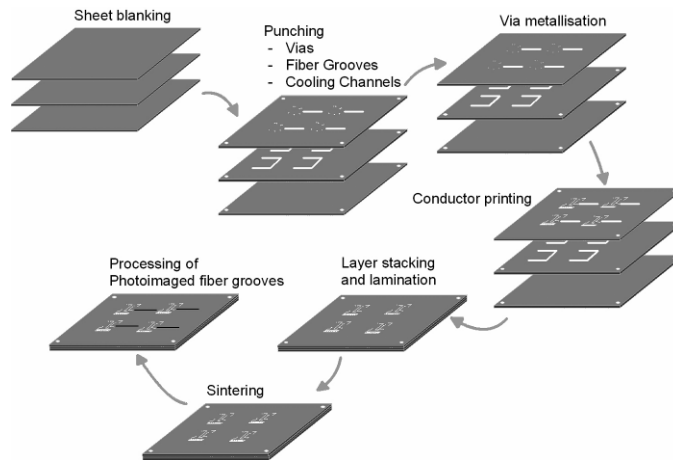 Sheet blanking
Punching
- Vias
- Fiber Grooves
- Cooling Channels
Via metallisation
Conductor printing
Layer stacking
and lamination
Processing of
Photoimaged fiber grooves
Sintering